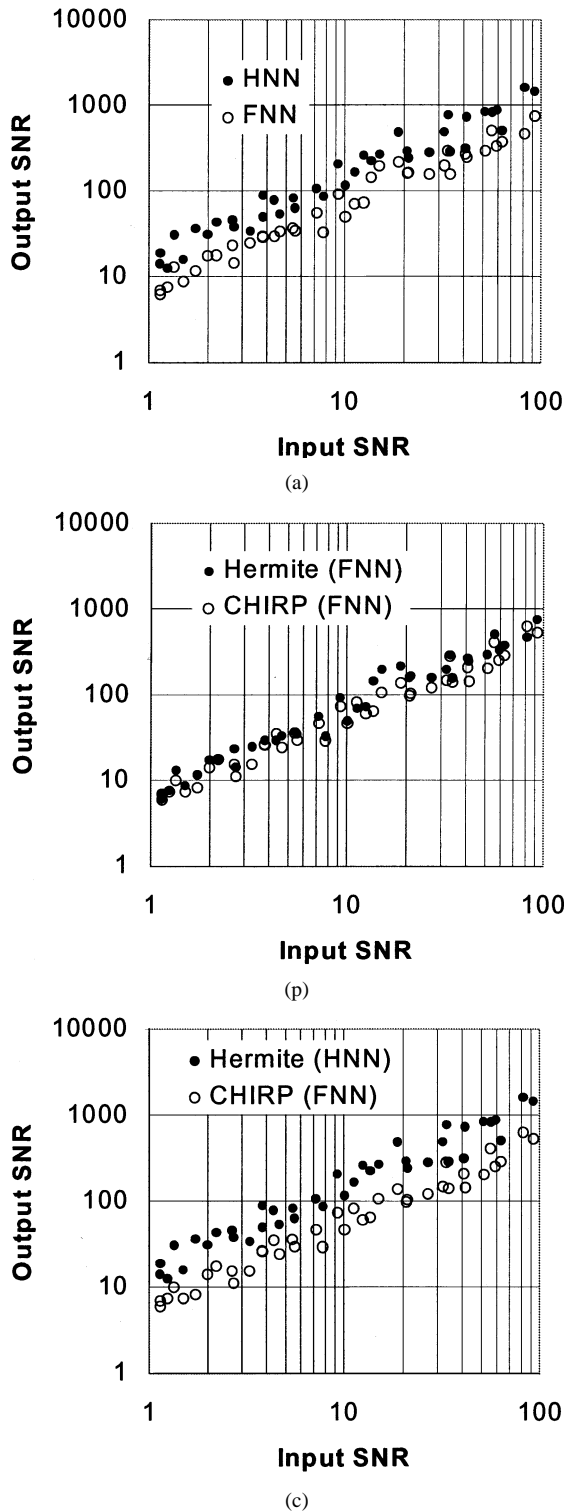 10000
1000
100
10
1
Output SNR
● HNN
○ FNN
1
10
100
Input SNR
(a)
10000
1000
100
10
1
Output SNR
● Hermite (FNN)
○ CHIRP (FNN)
1
10
100
Input SNR
(p)
10000
1000
100
10
1
Output SNR
● Hermite (HNN)
○ CHIRP (FNN)
1
10
100
Input SNR
(c)